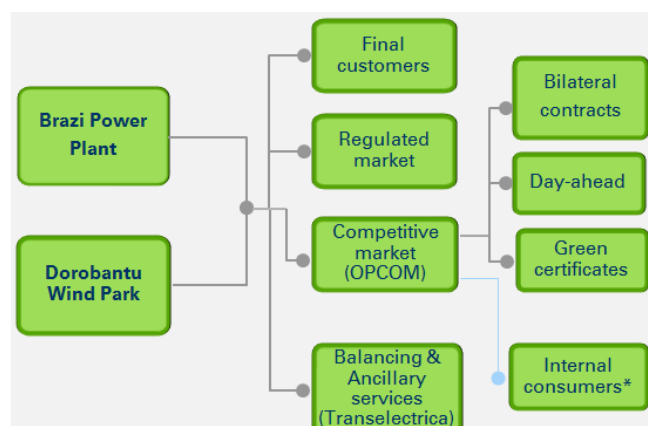 Brazi Power
Plant
Dorobantu
Wind Park
Final
customers
Regulated
market
Competitive
market
(OPCOM)
Balancing &
Ancillary
services
(Transelectrica)
Bilateral
contracts
Day-ahead
Green
certificates
Internal
consumers*